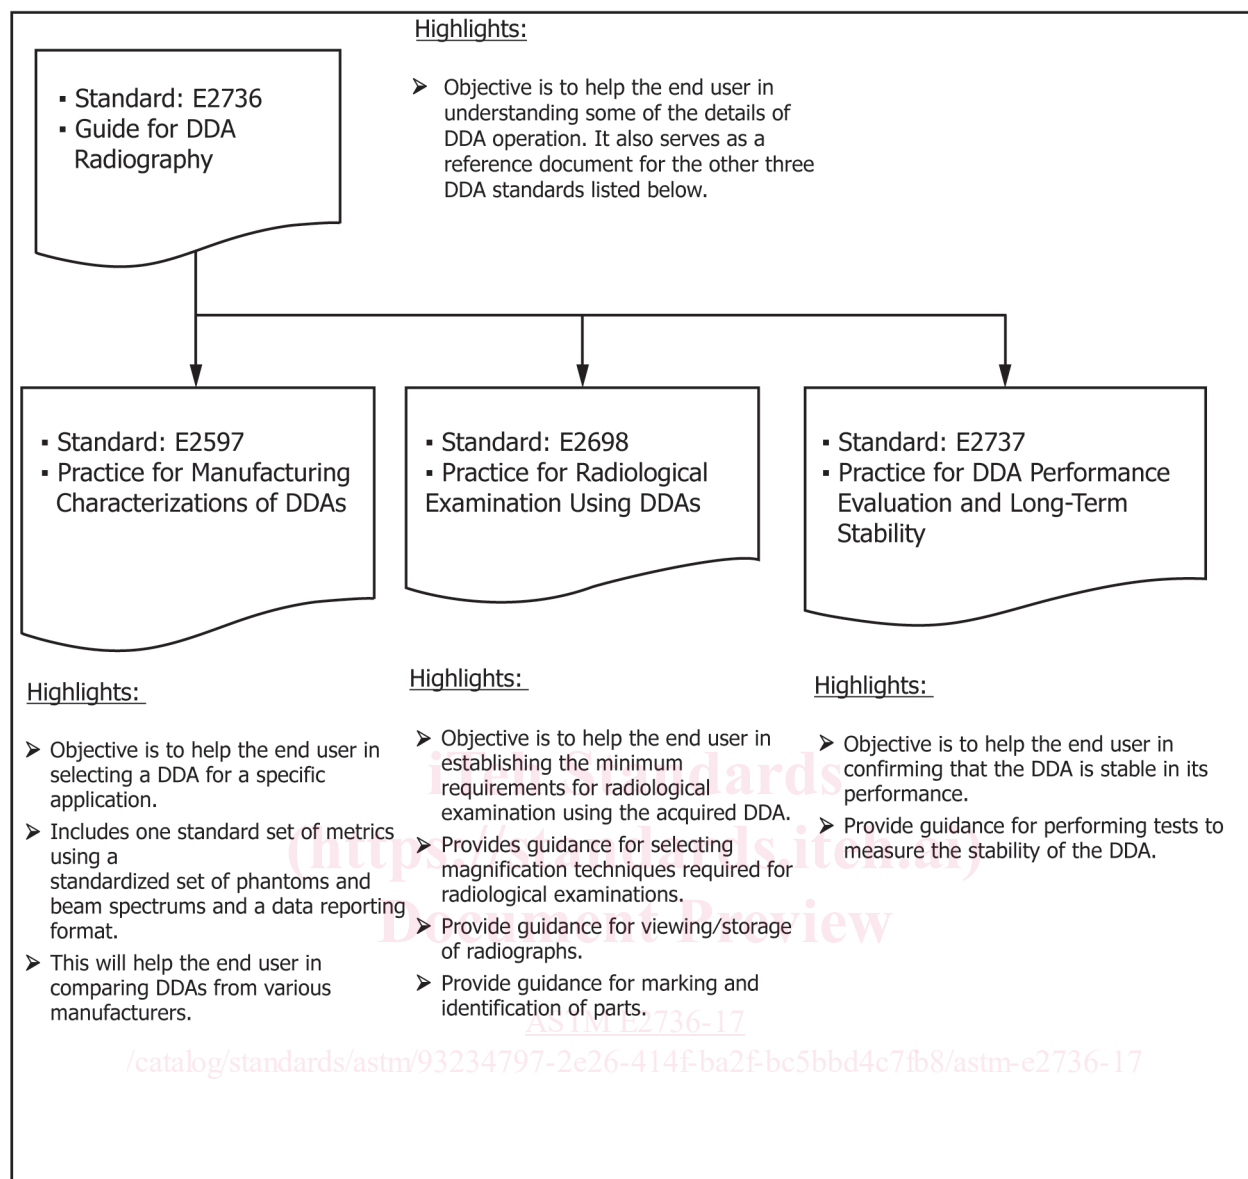 Highlights:
▪ Standard: E2736
▪ Guide for DDA
Radiography
➢ Objective is to help the end user in
understanding some of the details of
DDA operation. It also serves as a
reference document for the other three
DDA standards listed below.
▪ Standard: E2597
▪ Practice for Manufacturing
Characterizations of DDAs
▪ Standard: E2698
▪ Practice for Radiological
Examination Using DDAs
▪ Standard: E2737
▪ Practice for DDA Performance
Evaluation and Long-Term
Stability
Highlights:
➢ Objective is to help the end user in
selecting a DDA for a specific
application.
➢ Includes one standard set of metrics
using a
standardized set of phantoms and
beam spectrums and a data reporting
format.
➢ This will help the end user in
comparing DDAs from various
manufacturers.
Highlights:
➢ Objective is to help the end user in
establishing the minimum
requirements for radiological
examination using the acquired DDA.
➢ Provides guidance for selecting
magnification techniques required for
radiological examinations.
➢ Provide guidance for viewing/storage
of radiographs.
➢ Provide guidance for marking and
identification of parts.
Highlights:
➢ Objective is to help the end user in
confirming that the DDA is stable in its
performance.
➢ Provide guidance for performing tests to
measure the stability of the DDA.
iTeh Standards
(https://standards.iteh.ai)
Document Preview
ASTM E2736-17
/catalog/standards/astm/93234797-2e26-414f-ba2f-bc5bbd4c7fb8/astm-e2736-17